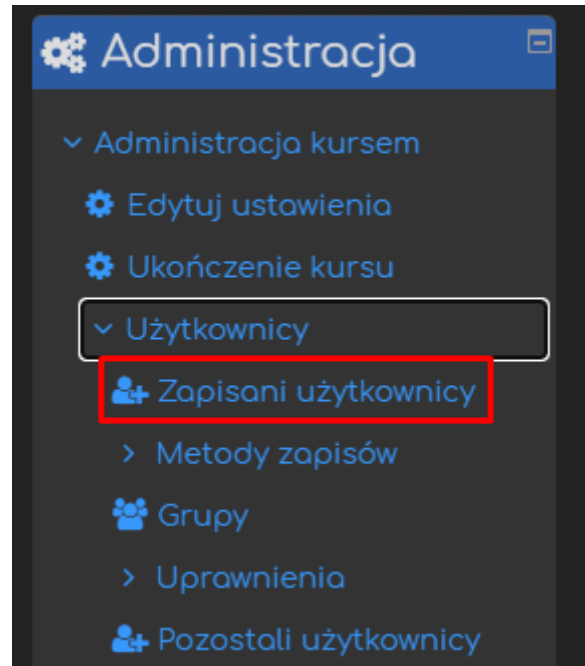 Administracja
Administracja kursem
Edytuj ustawienia
Ukończenie kursu
Użytkownicy
Zapisani użytkownicy
Metody zapisów
Grupy
Uprawnienia
Pozostali użytkownicy